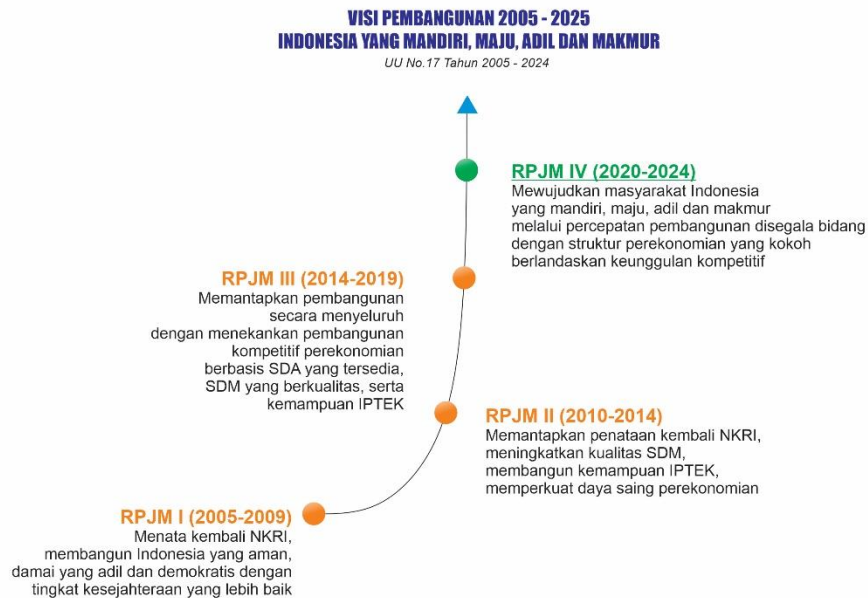 VISI PEMBANGUNAN 2005 - 2025
INDONESIA YANG MANDIRI, MAJU, ADIL DAN MAKMUR
UU No.17 Tahun 2005 - 2024
RPJM IV (2020-2024)
Mewujudkan masyarakat Indonesia
yang mandiri, maju, adil dan makmur
melalui percepatan pembangunan disegala bidang
dengan struktur perekonomian yang kokoh
berlandaskan keunggulan kompetitif
RPJM III (2014-2019)
Memantapkan pembangunan
secara menyeluruh
dengan menekankan pembangunan
kompetitif perekonomian
berbasis SDA yang tersedia,
SDM yang berkualitas, serta
kemampuan IPTEK
RPJM II (2010-2014)
Memantapkan penataan kembali NKRI,
meningkatkan kualitas SDM,
membangun kemampuan IPTEK,
memperkuat daya saing perekonomian
RPJM I (2005-2009)
Menata kembali NKRI,
membangun Indonesia yang aman,
damai yang adil dan demokratis dengan
tingkat kesejahteraan yang lebih baik